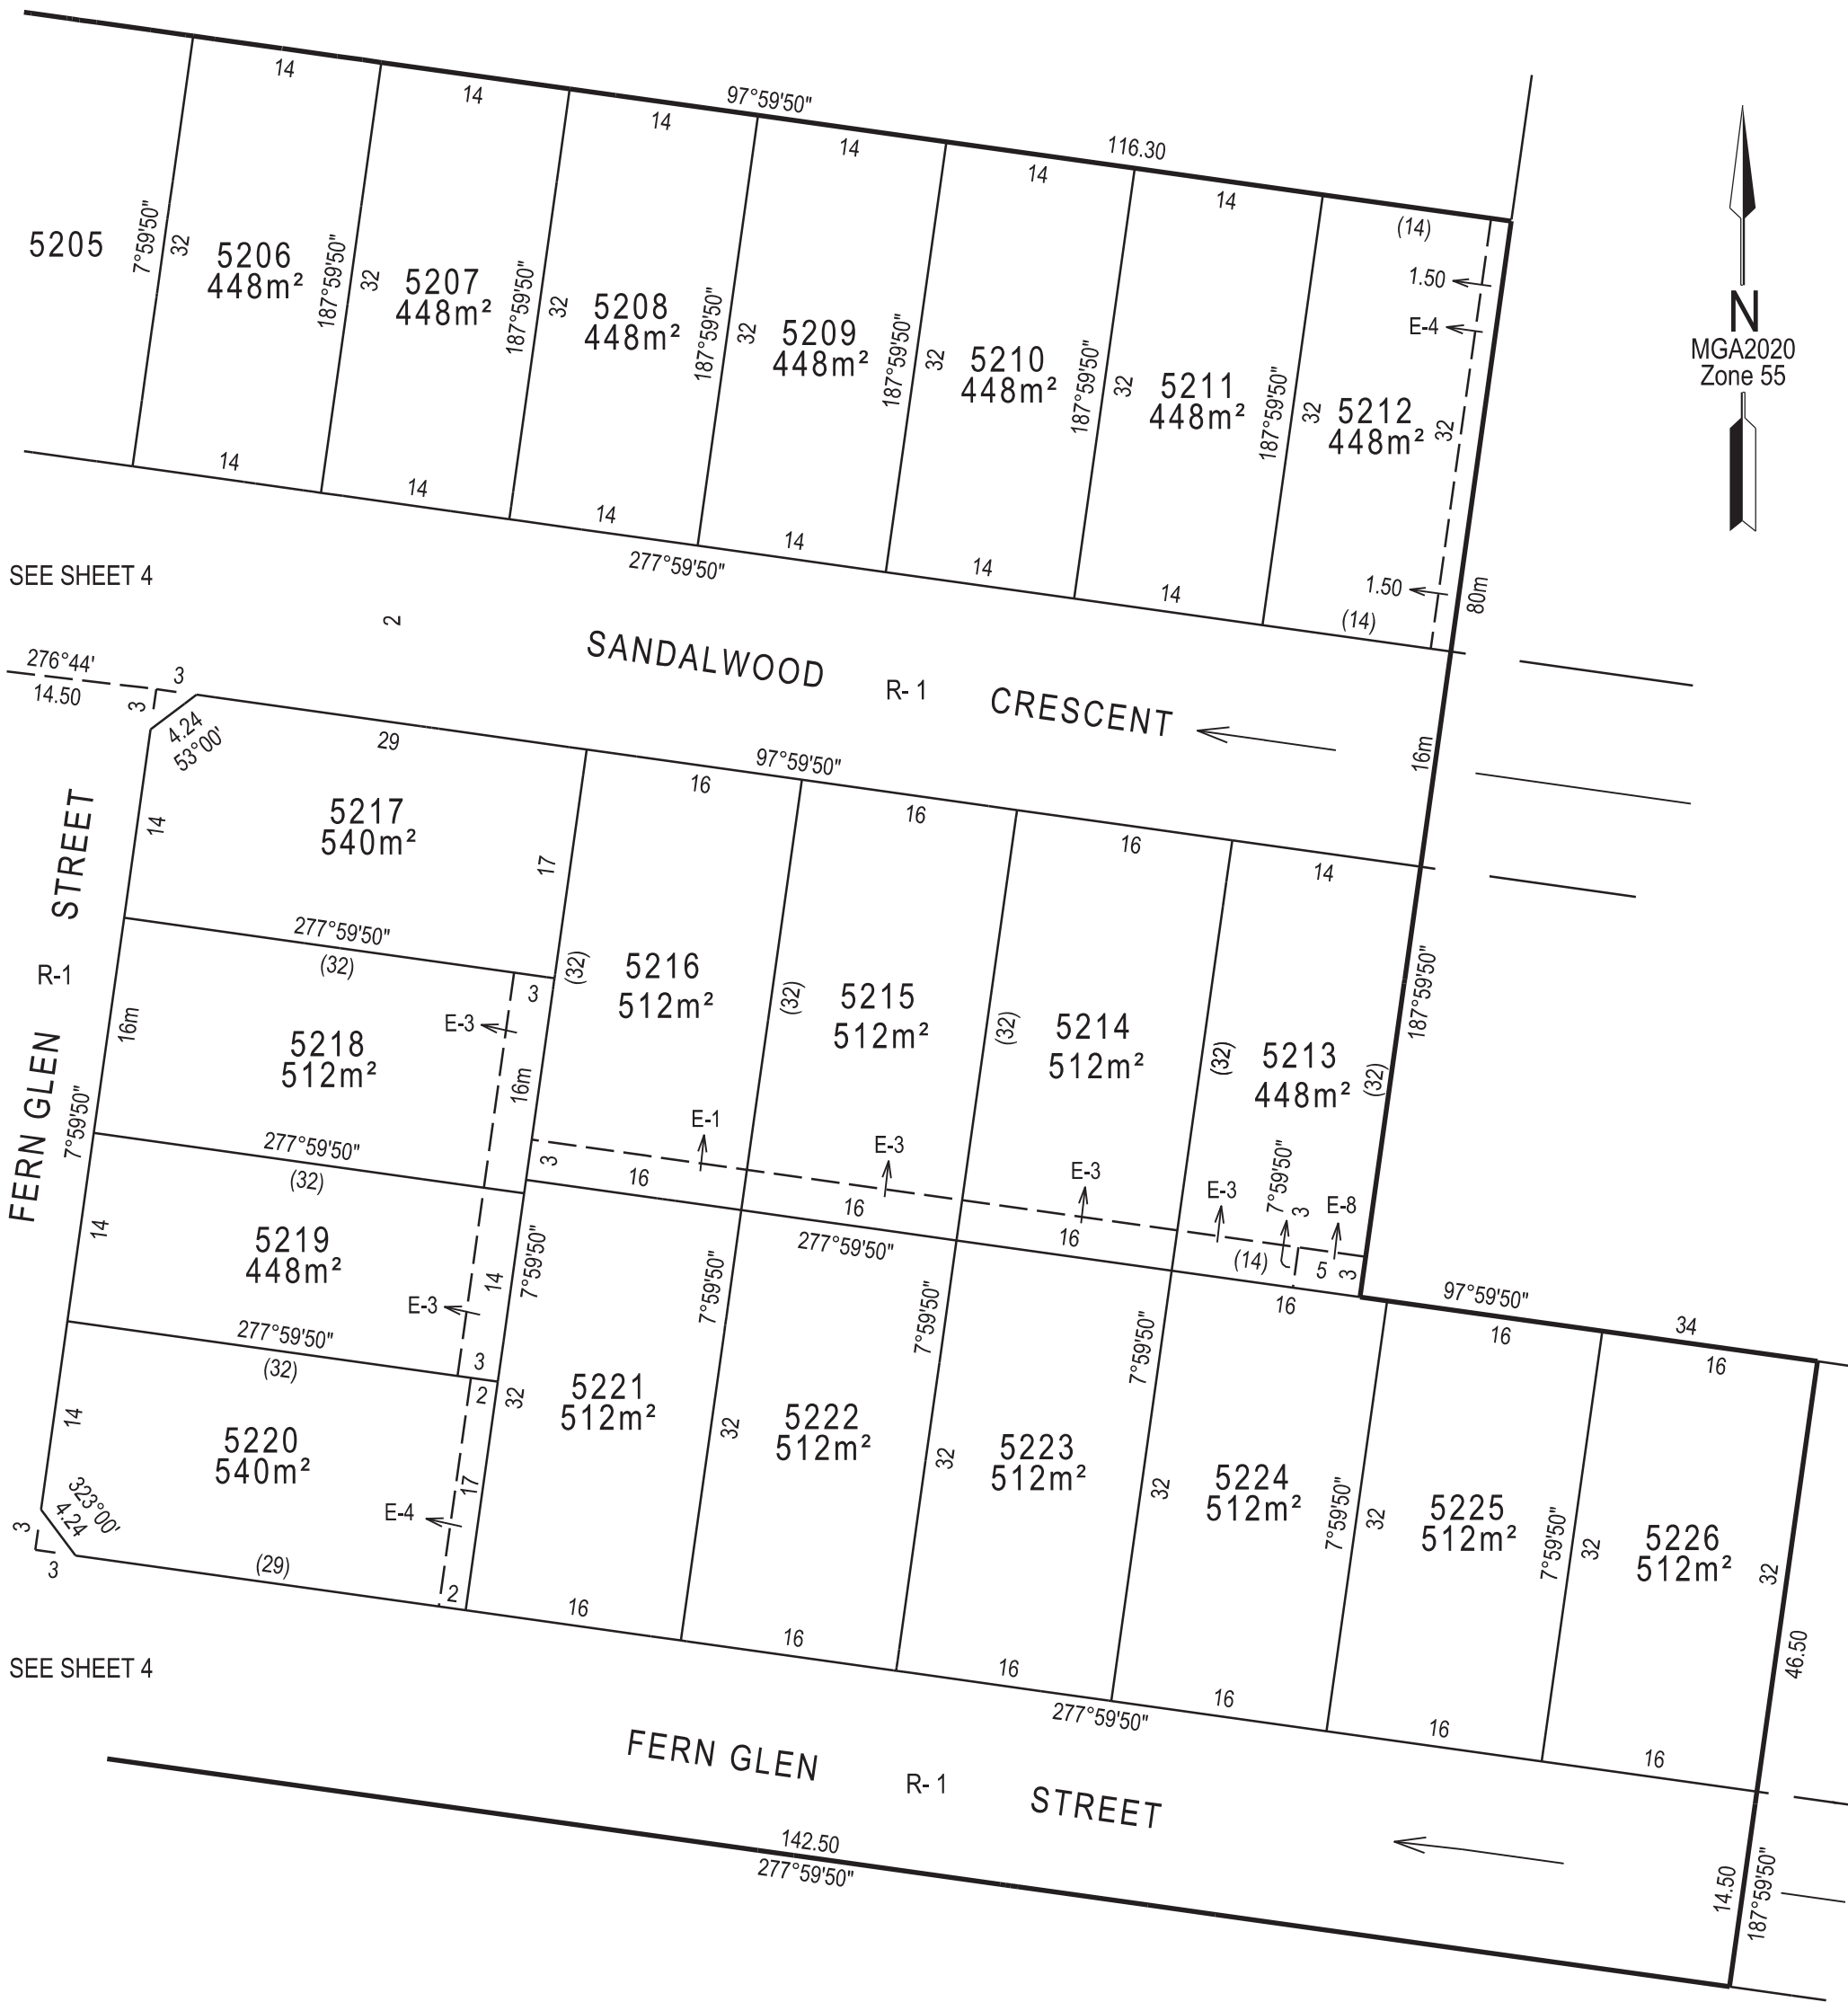 14
14
14
14
14
14
(14)
97°59'50"
116.30
N
MGA2020
Zone 55
5205
7°59'50"
32
5206
448m²
187°59'50"
32
5207
448m²
187°59'50"
32
5208
448m²
187°59'50"
32
5209
448m²
187°59'50"
32
5210
448m²
187°59'50"
32
5211
448m²
187°59'50"
32
5212
448m²
32
1.50
E-4
1.50
80m
14
14
14
14
14
14
(14)
277°59'50"
SEE SHEET 4
2
SANDALWOOD
R- 1
CRESCENT
16m
276°44'
14.50
3
3
4.24
53°00'
29
97°59'50"
16
16
16
14
5217
540m²
14
17
277°59'50"
(32)
STREET
R-1
FERN GLEN
7°59'50"
16m
5218
512m²
3
E-3
16m
277°59'50"
(32)
(32)
5216
512m²
(32)
5215
512m²
(32)
5214
512m²
(32)
5213
448m²
(32)
187°59'50"
E-1
E-3
E-3
E-3
7°59'50"
3
E-8
3
16
16
16
(14)
5
3
277°59'50"
16
97°59'50"
34
16
16
14
5219
448m²
E-3
14
7°59'50"
277°59'50"
(32)
3
2
14
5220
540m²
E-4
17
323°00'
4.24
3
3
(29)
2
32
5221
512m²
7°59'50"
32
5222
512m²
7°59'50"
32
5223
512m²
7°59'50"
32
5224
512m²
7°59'50"
32
5225
512m²
7°59'50"
32
5226
512m²
32
46.50
16
16
16
16
16
16
277°59'50"
SEE SHEET 4
FERN GLEN
R- 1
STREET
142.50
277°59'50"
14.50
187°59'50"